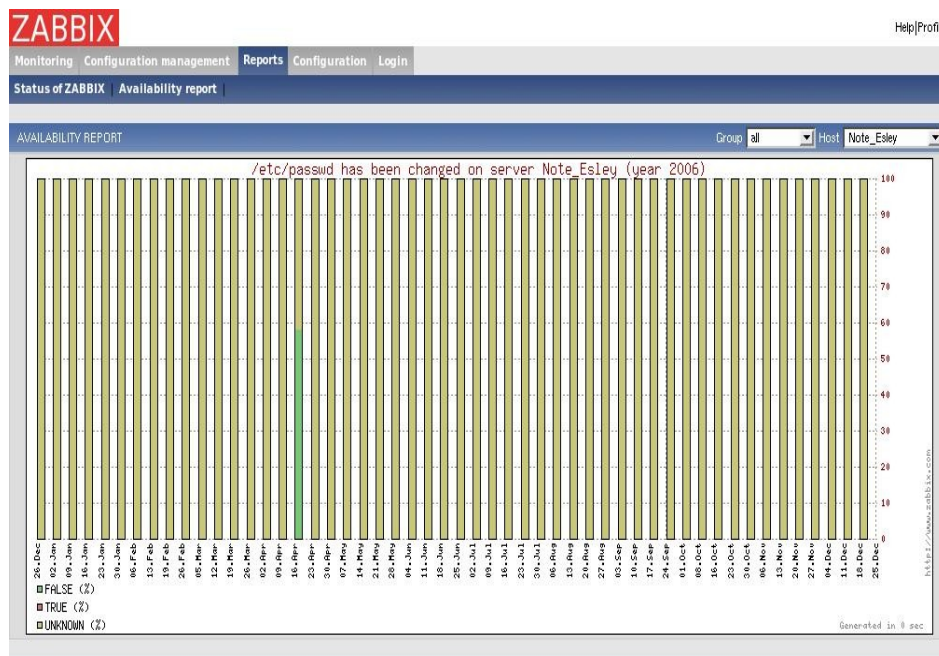 ZABBIX
Help|Profi
Monitoring Configuration management Reports Configuration Login
Status of ZABBIX | Availability report |
AVAILABILITY REPORT
Group all Host Note_Esley
/etc/passwd has been changed on server Note_Esley (year 2006)
100
90
80
70
60
50
40
30
20
10
0
26.Dec 02.Jan 09.Jan 16.Jan 23.Jan 30.Jan 06.Feb 13.Feb 19.Feb 26.Feb 05.Mar 12.Mar 19.Mar 26.Mar 02.Apr 09.Apr 16.Apr 23.Apr 30.Apr 07.May 14.May 21.May 28.May 04.Jun 11.Jun 18.Jun 25.Jun 02.Jul 09.Jul 16.Jul 23.Jul 30.Jul 06.Aug 13.Aug 20.Aug 27.Aug 03.Sep 10.Sep 17.Sep 24.Sep 01.Oct 08.Oct 16.Oct 23.Oct 30.Oct 06.Nov 13.Nov 20.Nov 27.Nov 04.Dec 11.Dec 18.Dec 25.Dec
http://www.zabbix.com
FALSE (%)
TRUE (%)
UNKNOWN (%)
Generated in 0 sec